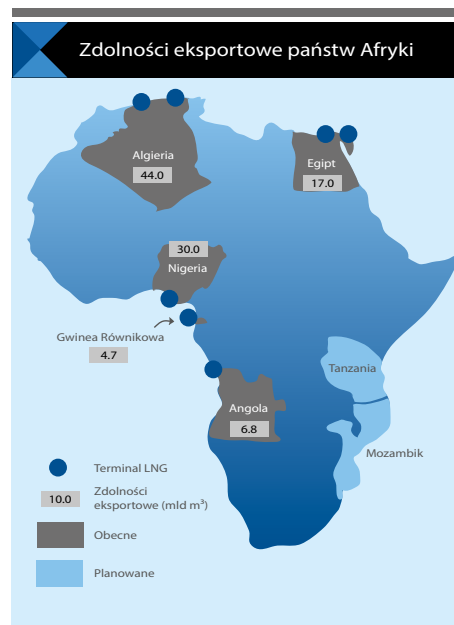 Zdolności eksportowe państw Afryki
Algieria
44.0
Egipt
17.0
30.0
Nigeria
Gwinea Równikowa
4.7
Tanzania
Angola
6.8
Mozambik
Terminal LNG
10.0
Zdolności
eksportowe (mld m³)
Obecne
Planowane